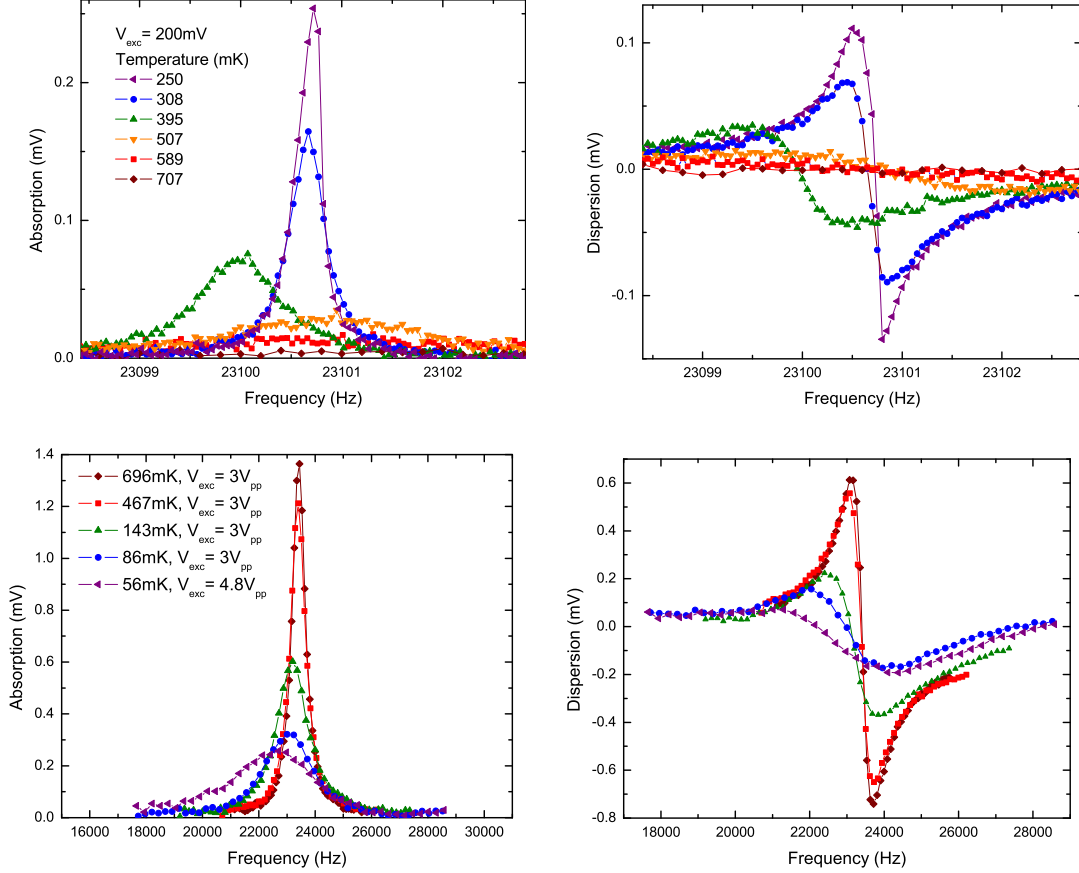 V_exc = 200mV
Temperature (mK)
250
308
395
507
589
707
0.2
0.1
0.0
Absorption (mV)
23099 23100 23101 23102
Frequency (Hz)
0.1
0.0
-0.1
Dispersion (mV)
23099 23100 23101 23102
Frequency (Hz)
696mK, V_exc = 3V_pp
467mK, V_exc = 3V_pp
143mK, V_exc = 3V_pp
86mK, V_exc = 3V_pp
56mK, V_exc = 4.8V_pp
1.4
1.2
1.0
0.8
0.6
0.4
0.2
0.0
Absorption (mV)
16000 18000 20000 22000 24000 26000 28000 30000
Frequency (Hz)
0.6
0.4
0.2
0.0
-0.2
-0.4
-0.6
-0.8
Dispersion (mV)
18000 20000 22000 24000 26000 28000
Frequency (Hz)